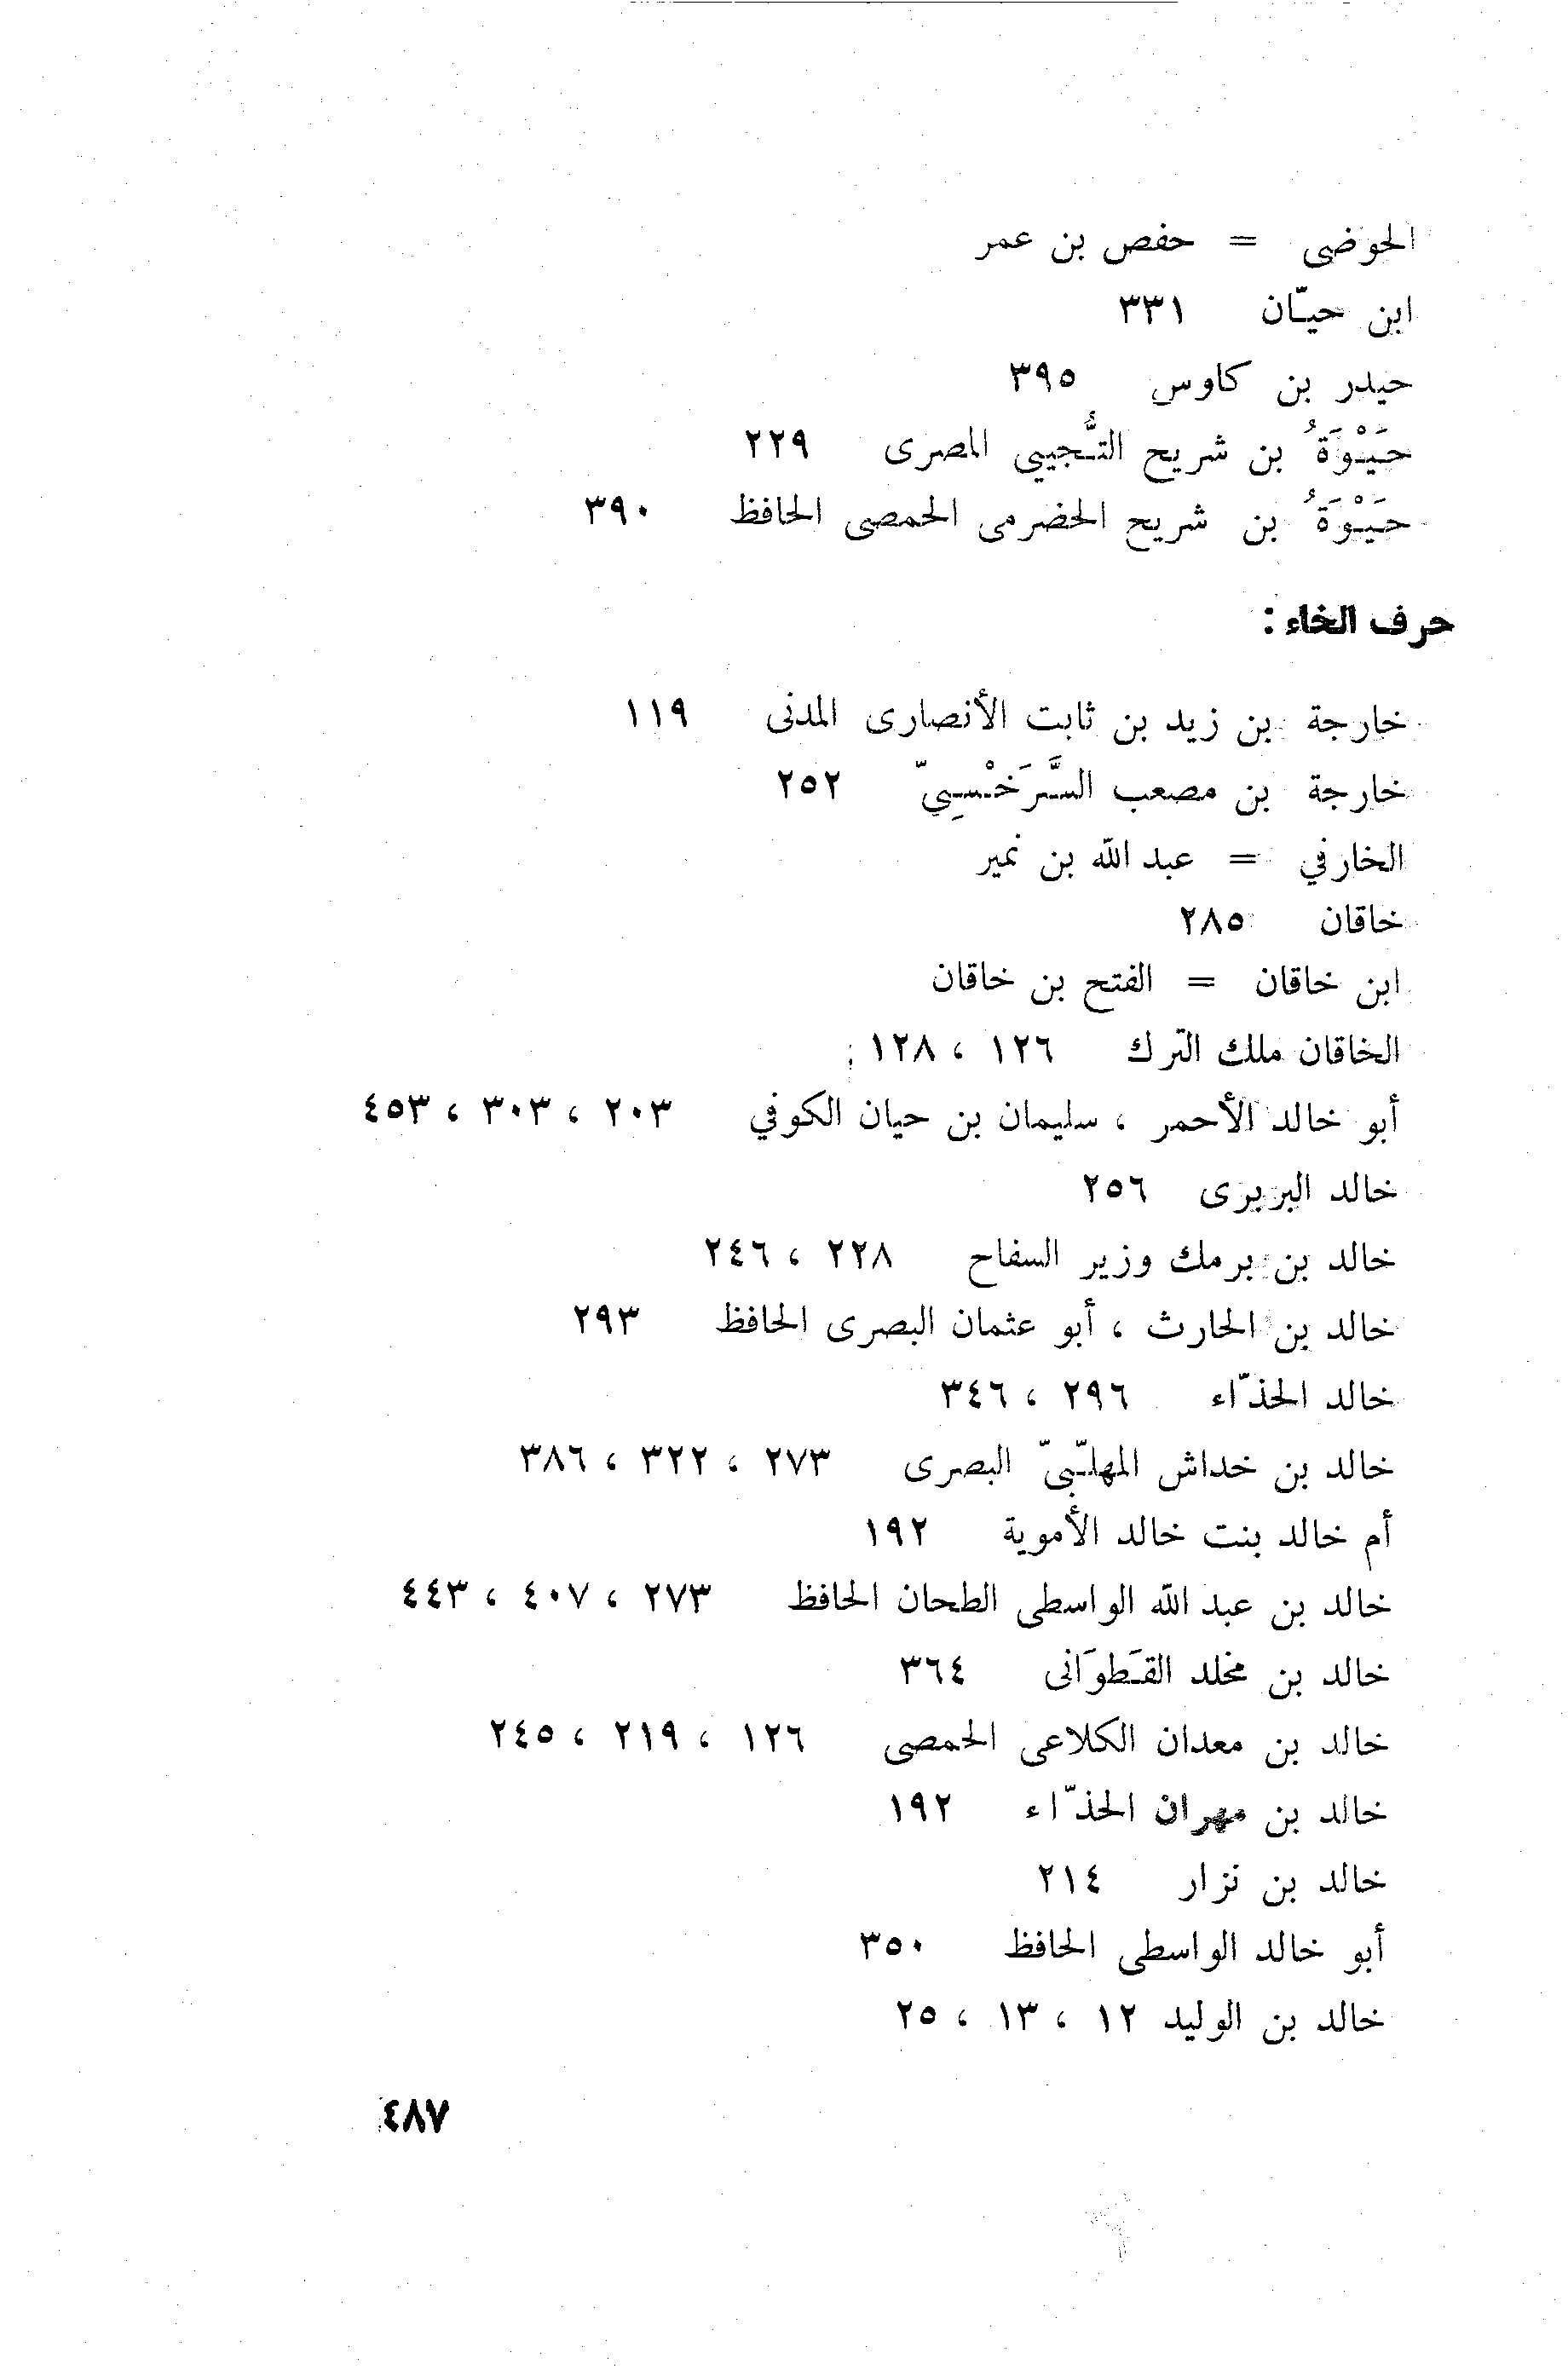 الحوضى = حفص بن عمر
ابن حيّان ٣٣١
حيدر بن كاوس ٣٩٥
حَيْوَةُ بن شريح التُّجيبي المصرى ٢٢٩
حَيْوَةُ بن شريح الحضرمى الحمصى الحافظ ٣٩٠
حرف الخاء :
خارجة بن زيد بن ثابت الأنصارى المدنى ١١٩
خارجة بن مصعب السَّرَخْسِيّ ٢٥٢
الخارفي = عبد الله بن نمير
خاقان ٢٨٥
ابن خاقان = الفتح بن خاقان
الخاقان ملك الترك ١٢٦ ، ١٢٨
أبو خالد الأحمر ، سليمان بن حيان الكوفي ٢٠٣ ، ٣٠٣ ، ٤٥٣
خالد البربرى ٢٥٦
خالد بن برمك وزير السفاح ٢٢٨ ، ٢٤٦
خالد بن الحارث ، أبو عثمان البصرى الحافظ ٢٩٣
خالد الحذّاء ٢٩٦ ، ٣٤٦
خالد بن خداش المهلّبىّ البصرى ٢٧٣ ، ٣٢٢ ، ٣٨٦
أم خالد بنت خالد الأموية ١٩٢
خالد بن عبد الله الواسطى الطحان الحافظ ٢٧٣ ، ٤٠٧ ، ٤٤٣
خالد بن مخلد القَطوَانى ٣٦٤
خالد بن معدان الكلاعى الحمصى ١٢٦ ، ٢١٩ ، ٢٤٥
خالد بن مهران الحذّاء ١٩٢
خالد بن نزار ٢١٤
أبو خالد الواسطى الحافظ ٣٥٠
خالد بن الوليد ١٢ ، ١٣ ، ٢٥
٤٨٧